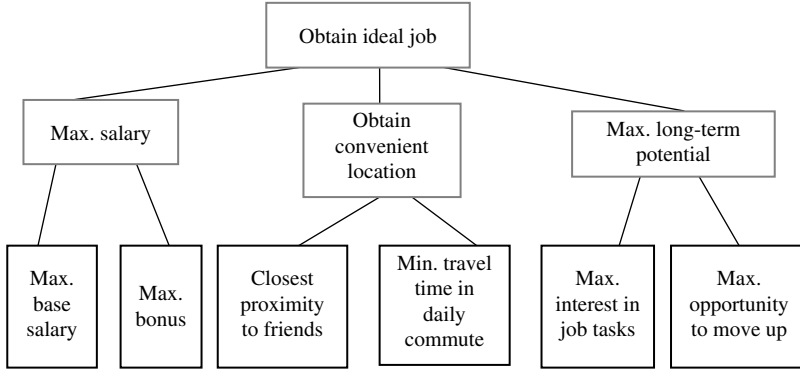 Obtain ideal job
Max. salary
Obtain
convenient
location
Max. long-term
potential
Max.
base
salary
Max.
bonus
Closest
proximity
to friends
Min. travel
time in
daily
commute
Max.
interest in
job tasks
Max.
opportunity
to move up